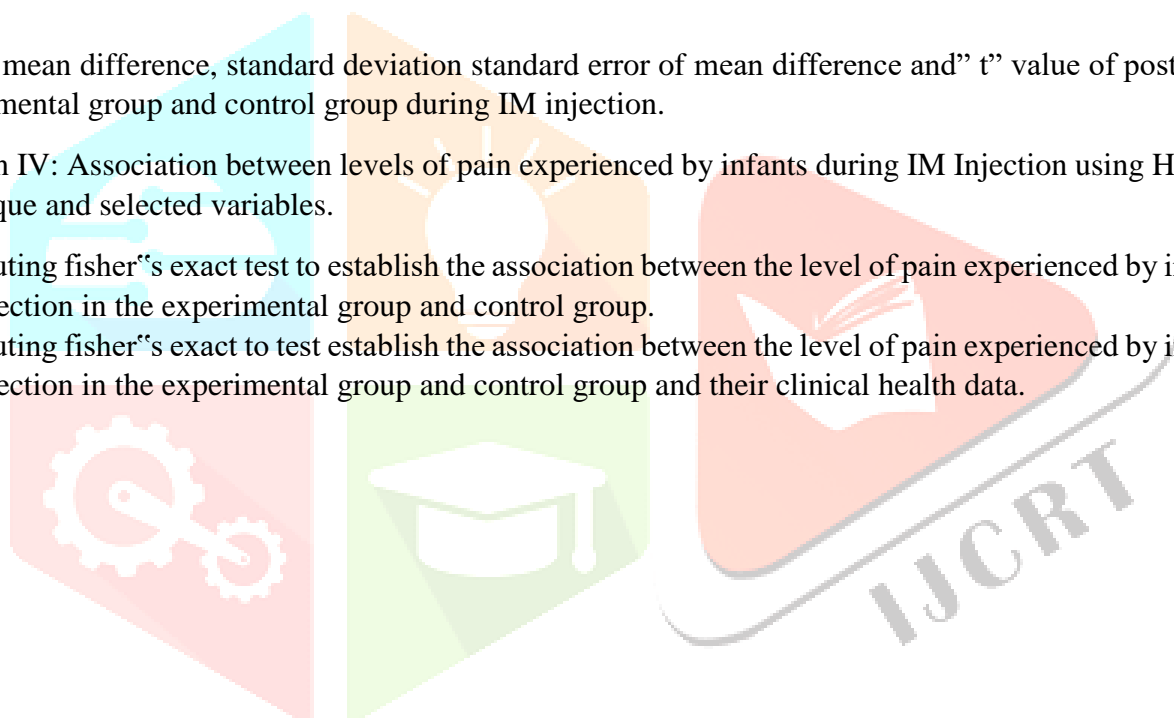 mean difference, standard deviation standard error of mean difference and” t” value of post
mental group and control group during IM injection.
n IV: Association between levels of pain experienced by infants during IM Injection using H
que and selected variables.
uting fisher‟s exact test to establish the association between the level of pain experienced by i
ection in the experimental group and control group.
uting fisher‟s exact to test establish the association between the level of pain experienced by i
ection in the experimental group and control group and their clinical health data.
IJCRT